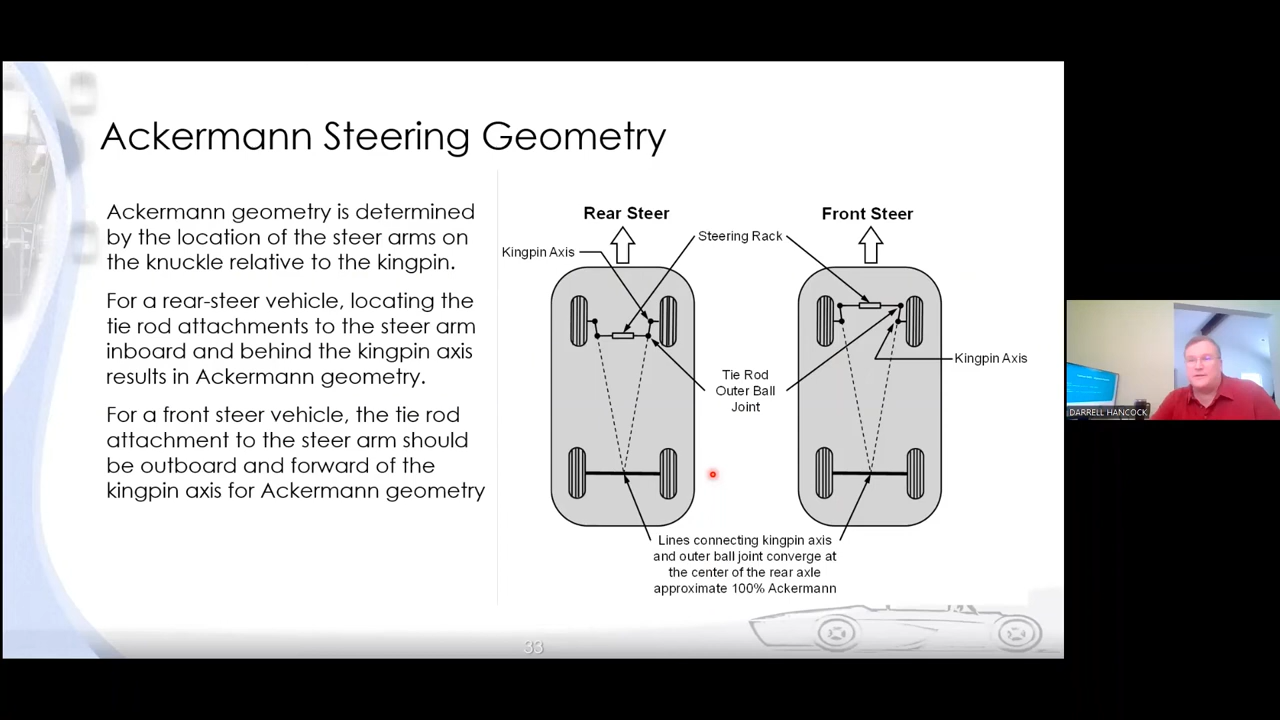 Ackermann Steering Geometry
Ackermann geometry is determined
by the location of the steer arms on
the knuckle relative to the kingpin.
For a rear-steer vehicle, locating the
tie rod attachments to the steer arm
inboard and behind the kingpin axis
results in Ackermann geometry.
For a front steer vehicle, the tie rod
attachment to the steer arm should
be outboard and forward of the
kingpin axis for Ackermann geometry
Rear Steer
Front Steer
Steering Rack
Kingpin Axis
Kingpin Axis
Tie Rod
Outer Ball
Joint
Lines connecting kingpin axis
and outer ball joint converge at
the center of the rear axle
approximate 100% Ackermann
33
DARRELL HANCOCK